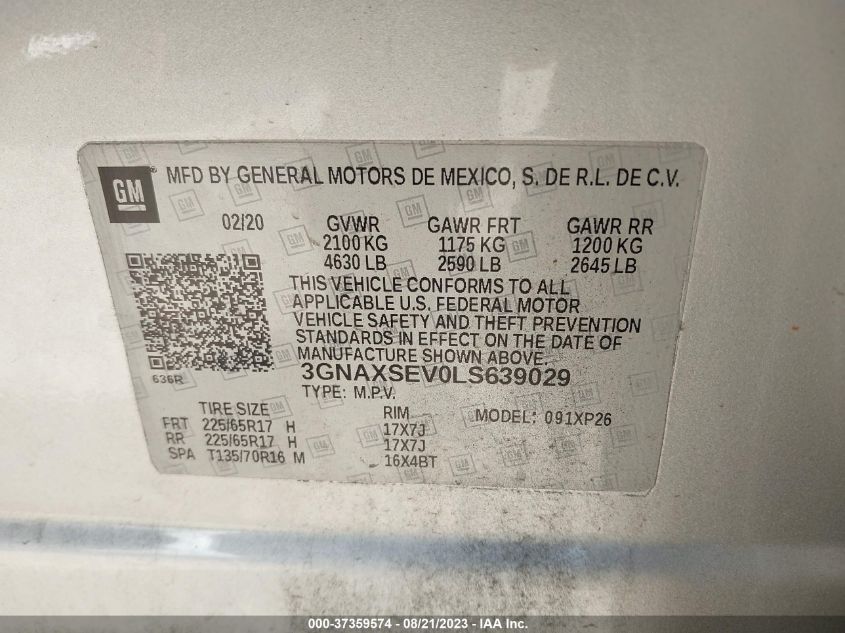 GM
MFD BY GENERAL MOTORS DE MEXICO, S. DE R.L. DE C.V.
02/20 GVWR GAWR FRT GAWR RR
2100 KG 1175 KG 1200 KG
4630 LB 2590 LB 2645 LB
THIS VEHICLE CONFORMS TO ALL
APPLICABLE U.S. FEDERAL MOTOR
VEHICLE SAFETY AND THEFT PREVENTION
STANDARDS IN EFFECT ON THE DATE OF
MANUFACTURE SHOWN ABOVE.
636R 3GNAXSEV0LS639029
TYPE: M.P.V.
TIRE SIZE RIM MODEL: 091XP26
FRT 225/65R17 H 17X7J
RR 225/65R17 H 17X7J
SPA T135/70R16 M 16X4BT
000-37359574 - 08/21/2023 - IAA Inc.